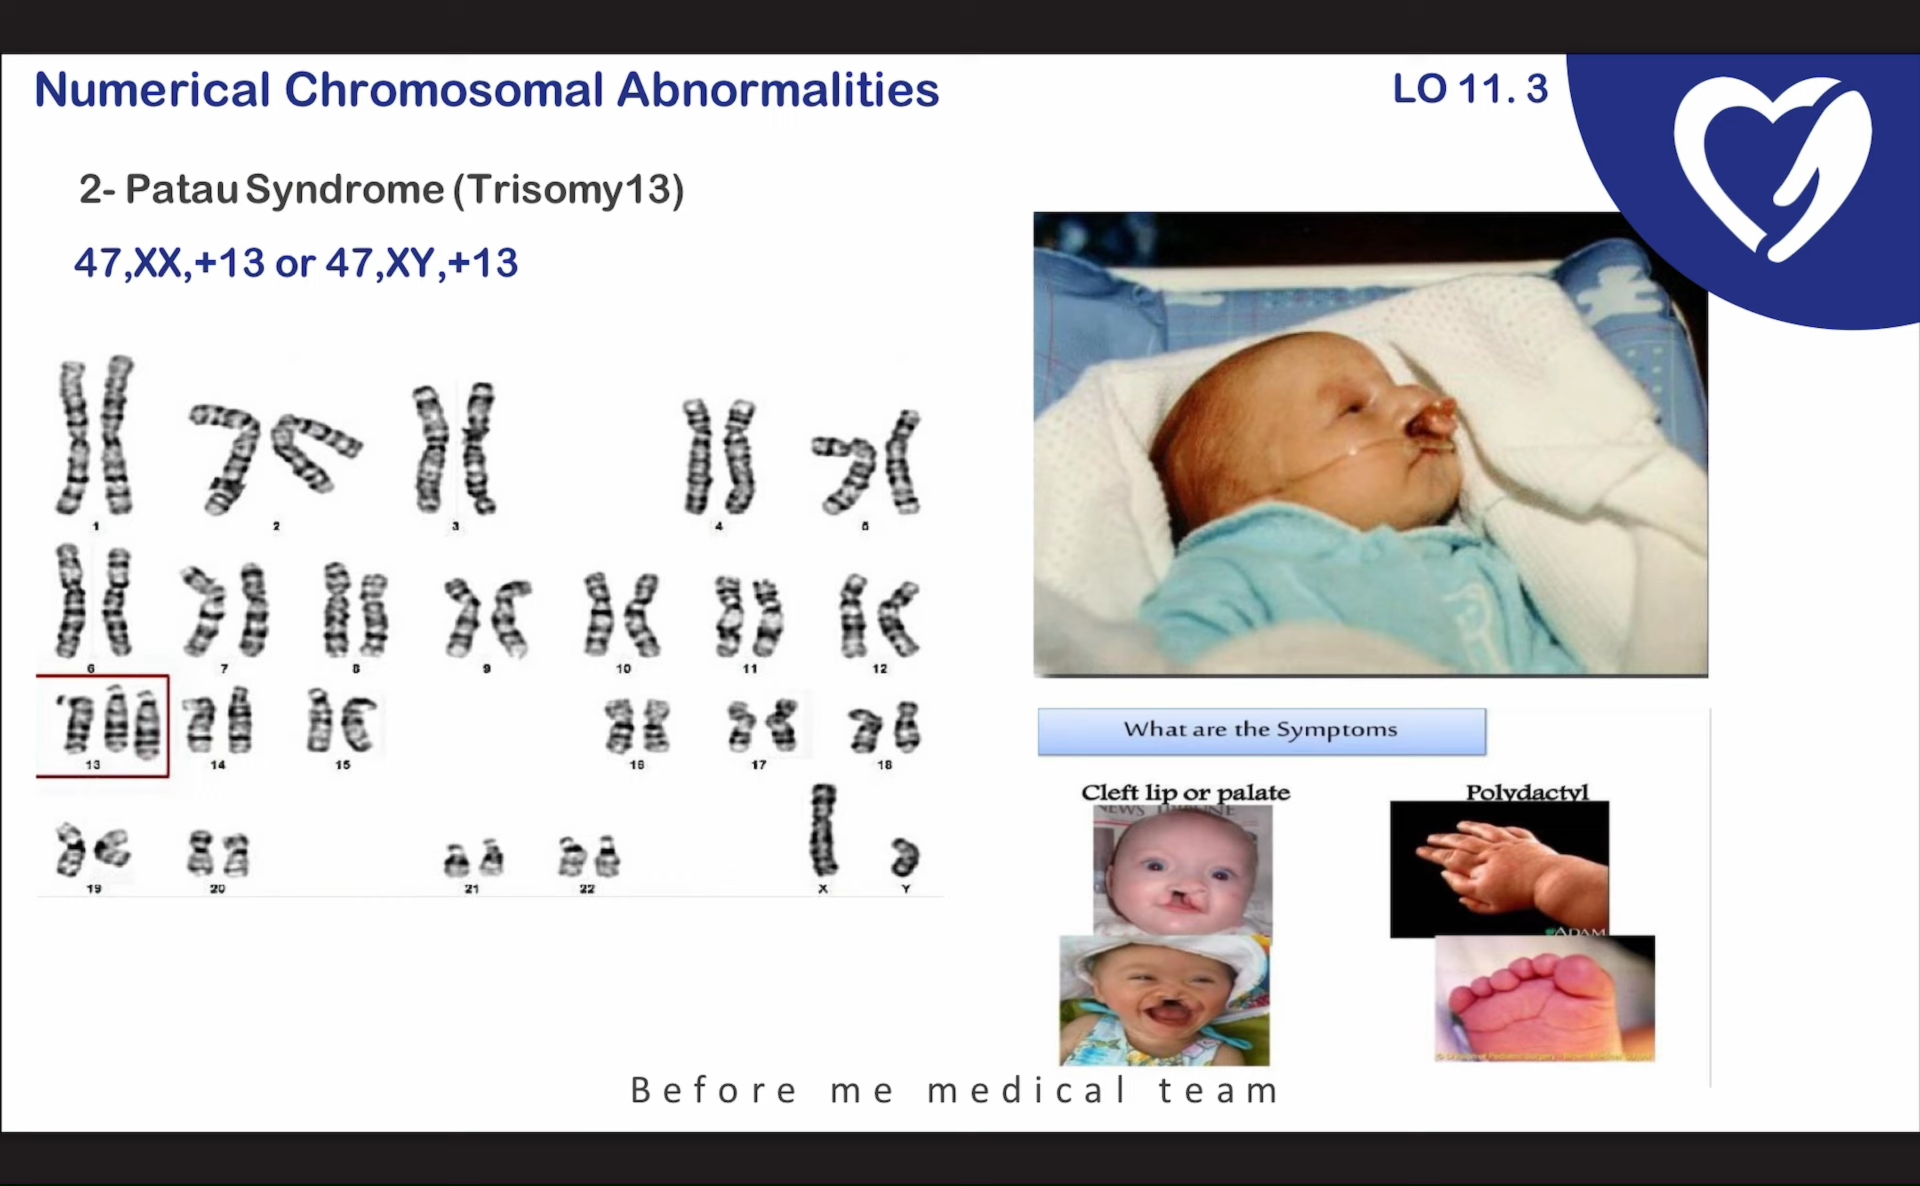 Numerical Chromosomal Abnormalities
LO 11. 3
2- Patau Syndrome (Trisomy13)
47,XX,+13 or 47,XY,+13
1 2 3 4 5
6 7 8 9 10 11 12
13 14 15 16 17 18
19 20 21 22 X Y
What are the Symptoms
Cleft lip or palate
Polydactyl
NEWS TRIBUNE
ADAM
Before me medical team